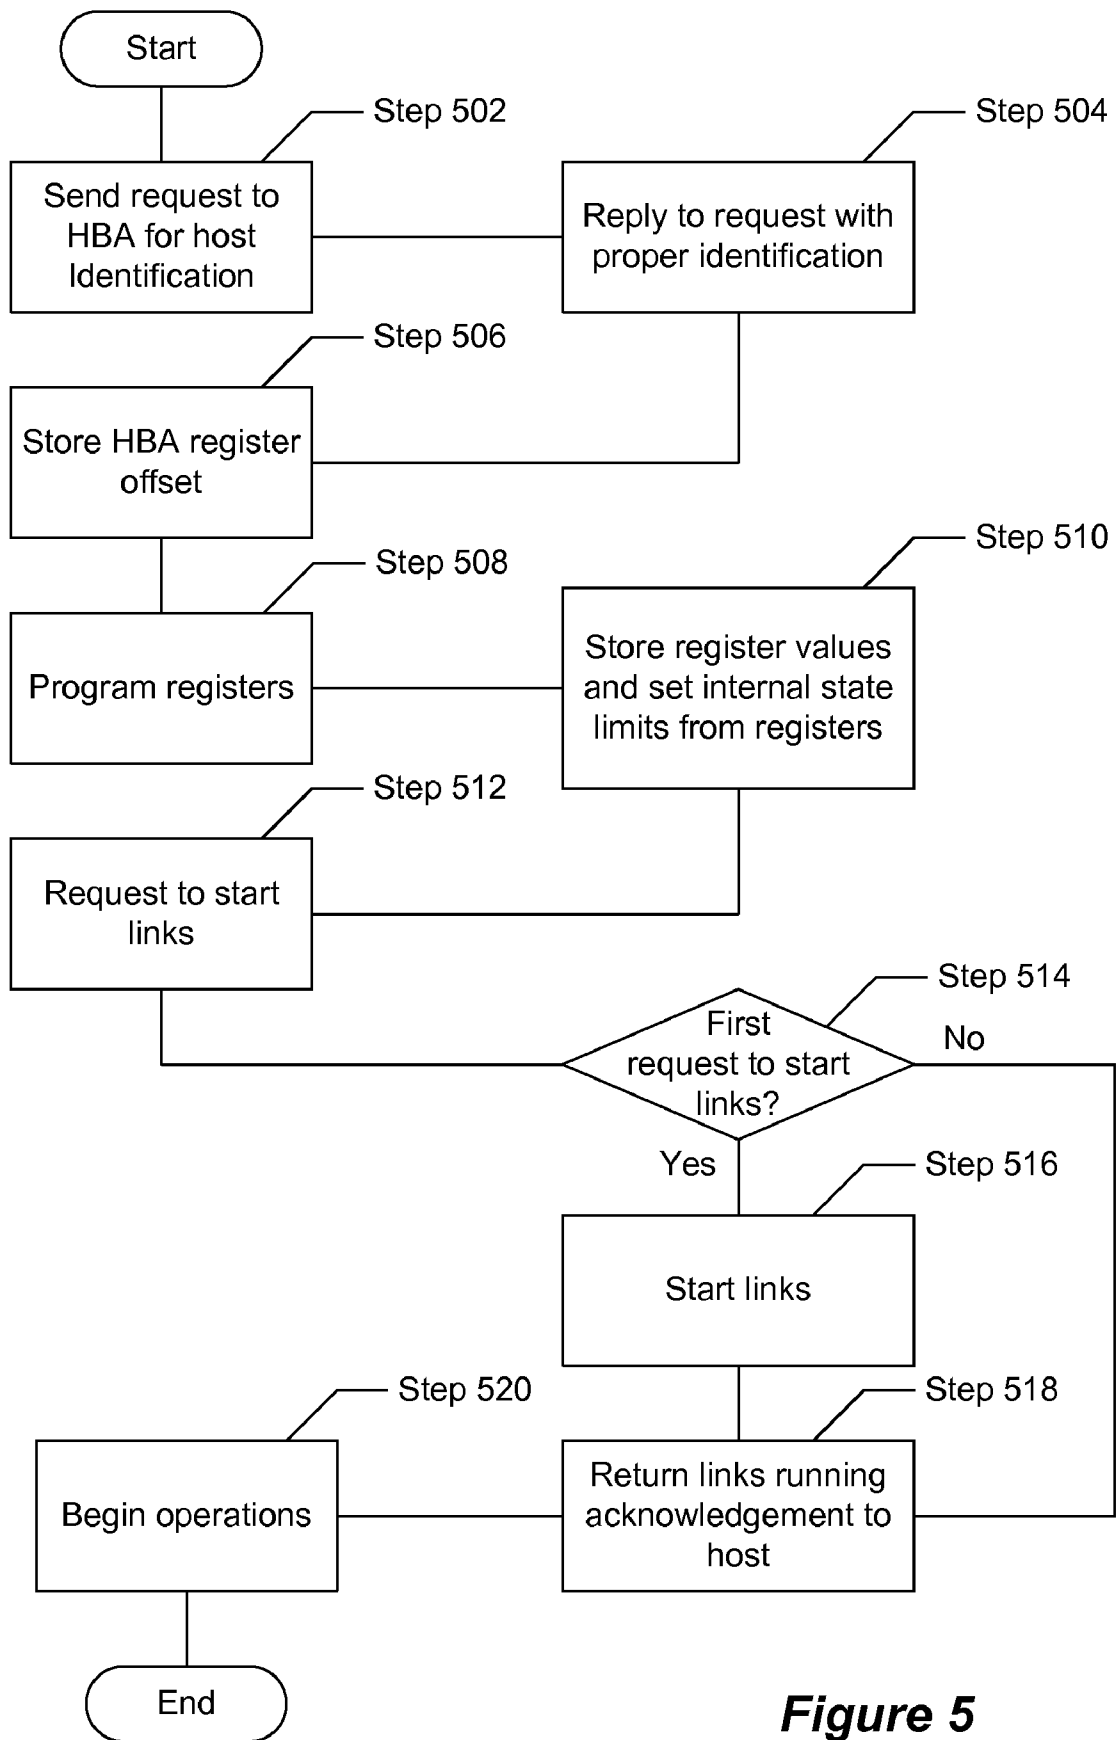 Start
Step 502
Step 504
Send request to
HBA for host
Identification
Reply to request with
proper identification
Step 506
Store HBA register
offset
Step 508
Step 510
Program registers
Store register values
and set internal state
limits from registers
Step 512
Request to start
links
Step 514
First
request to start
links?
No
Yes
Step 516
Start links
Step 520
Step 518
Begin operations
Return links running
acknowledgement to
host
End
Figure 5